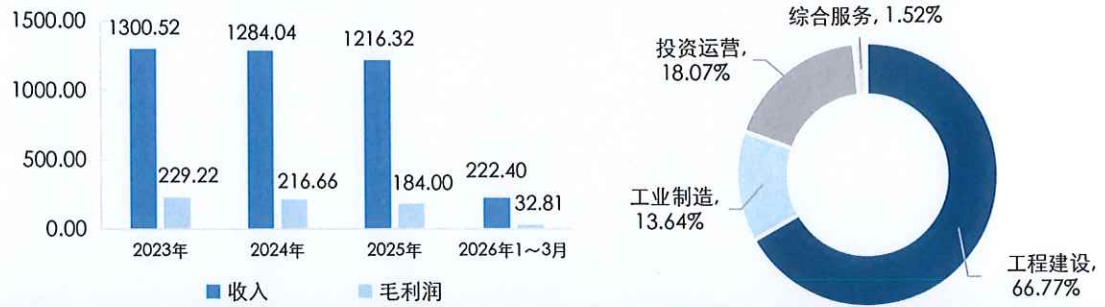 1500.00
1000.00
500.00
0.00
1300.52
229.22
1284.04
216.66
1216.32
184.00
222.40
32.81
2023年
2024年
2025年
2026年1～3月
收入
毛利润
综合服务, 1.52%
投资运营,
18.07%
工业制造,
13.64%
工程建设,
66.77%